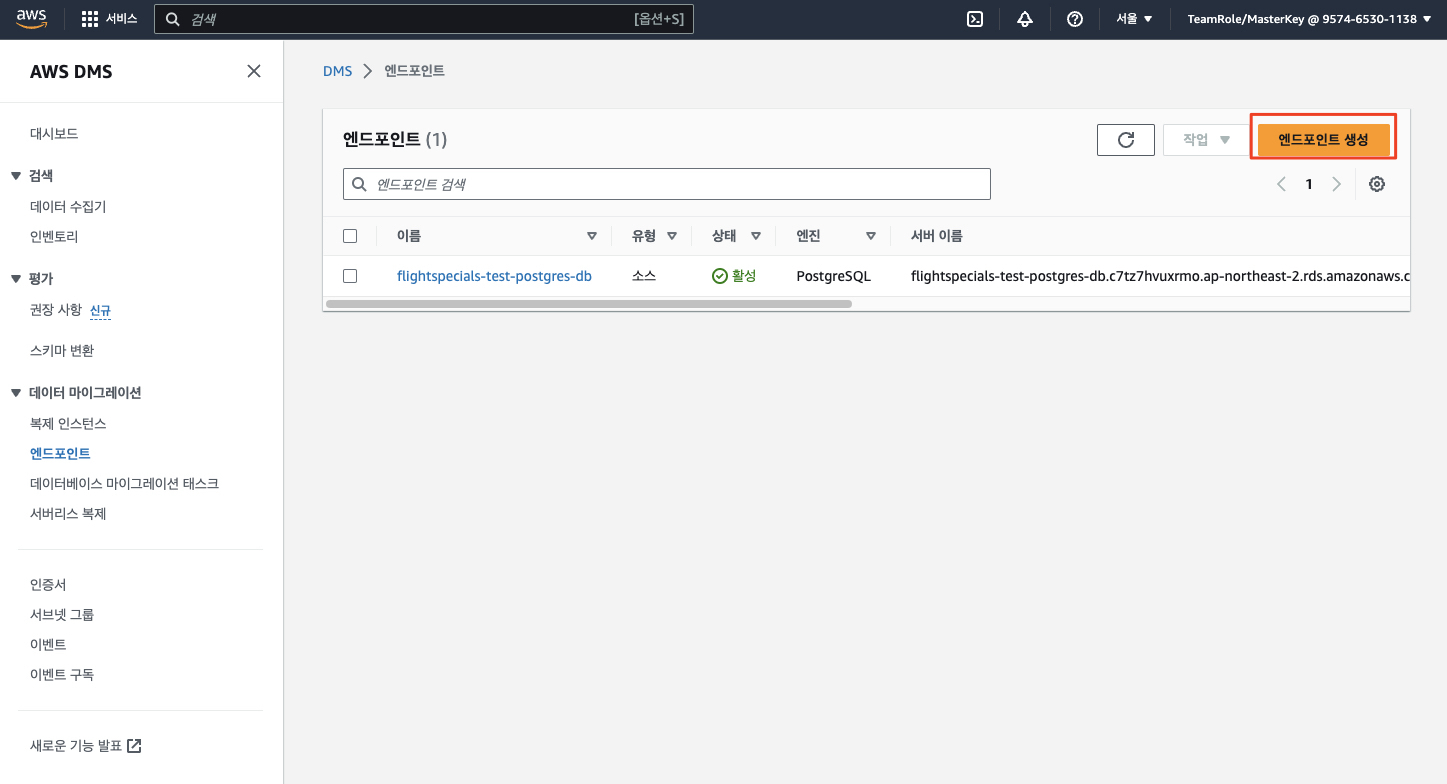 aws 서비스 검색 [옵션+S] 서울 TeamRole/MasterKey @ 9574-6530-1138
AWS DMS
대시보드
검색
데이터 수집기
인벤토리
평가
권장 사항 신규
스키마 변환
데이터 마이그레이션
복제 인스턴스
엔드포인트
데이터베이스 마이그레이션 태스크
서버리스 복제
인증서
서브넷 그룹
이벤트
이벤트 구독
새로운 기능 발표
DMS 엔드포인트
엔드포인트 (1) 작업 엔드포인트 생성
엔드포인트 검색 1
이름 유형 상태 엔진 서버 이름
flightspecials-test-postgres-db 소스 활성 PostgreSQL flightspecials-test-postgres-db.c7tz7hvuxrmo.ap-northeast-2.rds.amazonaws.c